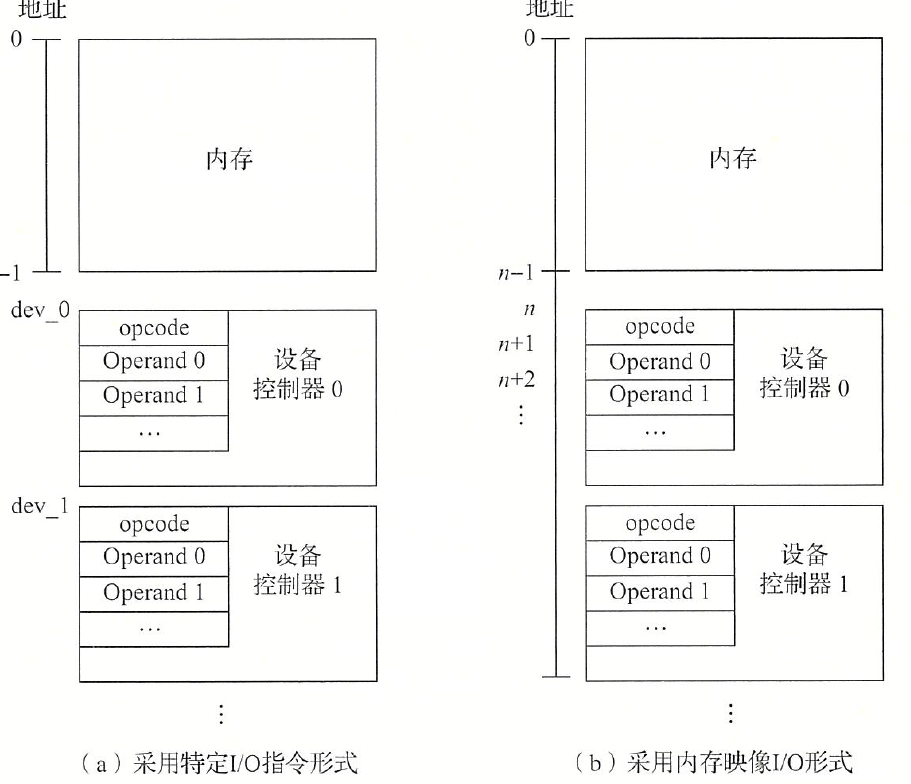 地址
0
内存
-1
dev_0
opcode
Operand 0
Operand 1
…
设备
控制器 0
dev_1
opcode
Operand 0
Operand 1
…
设备
控制器 1
⋮
(a) 采用特定I/O指令形式
地址
0
内存
n-1
n
n+1
n+2
⋮
opcode
Operand 0
Operand 1
…
设备
控制器 0
opcode
Operand 0
Operand 1
…
设备
控制器 1
⋮
(b) 采用内存映像I/O形式